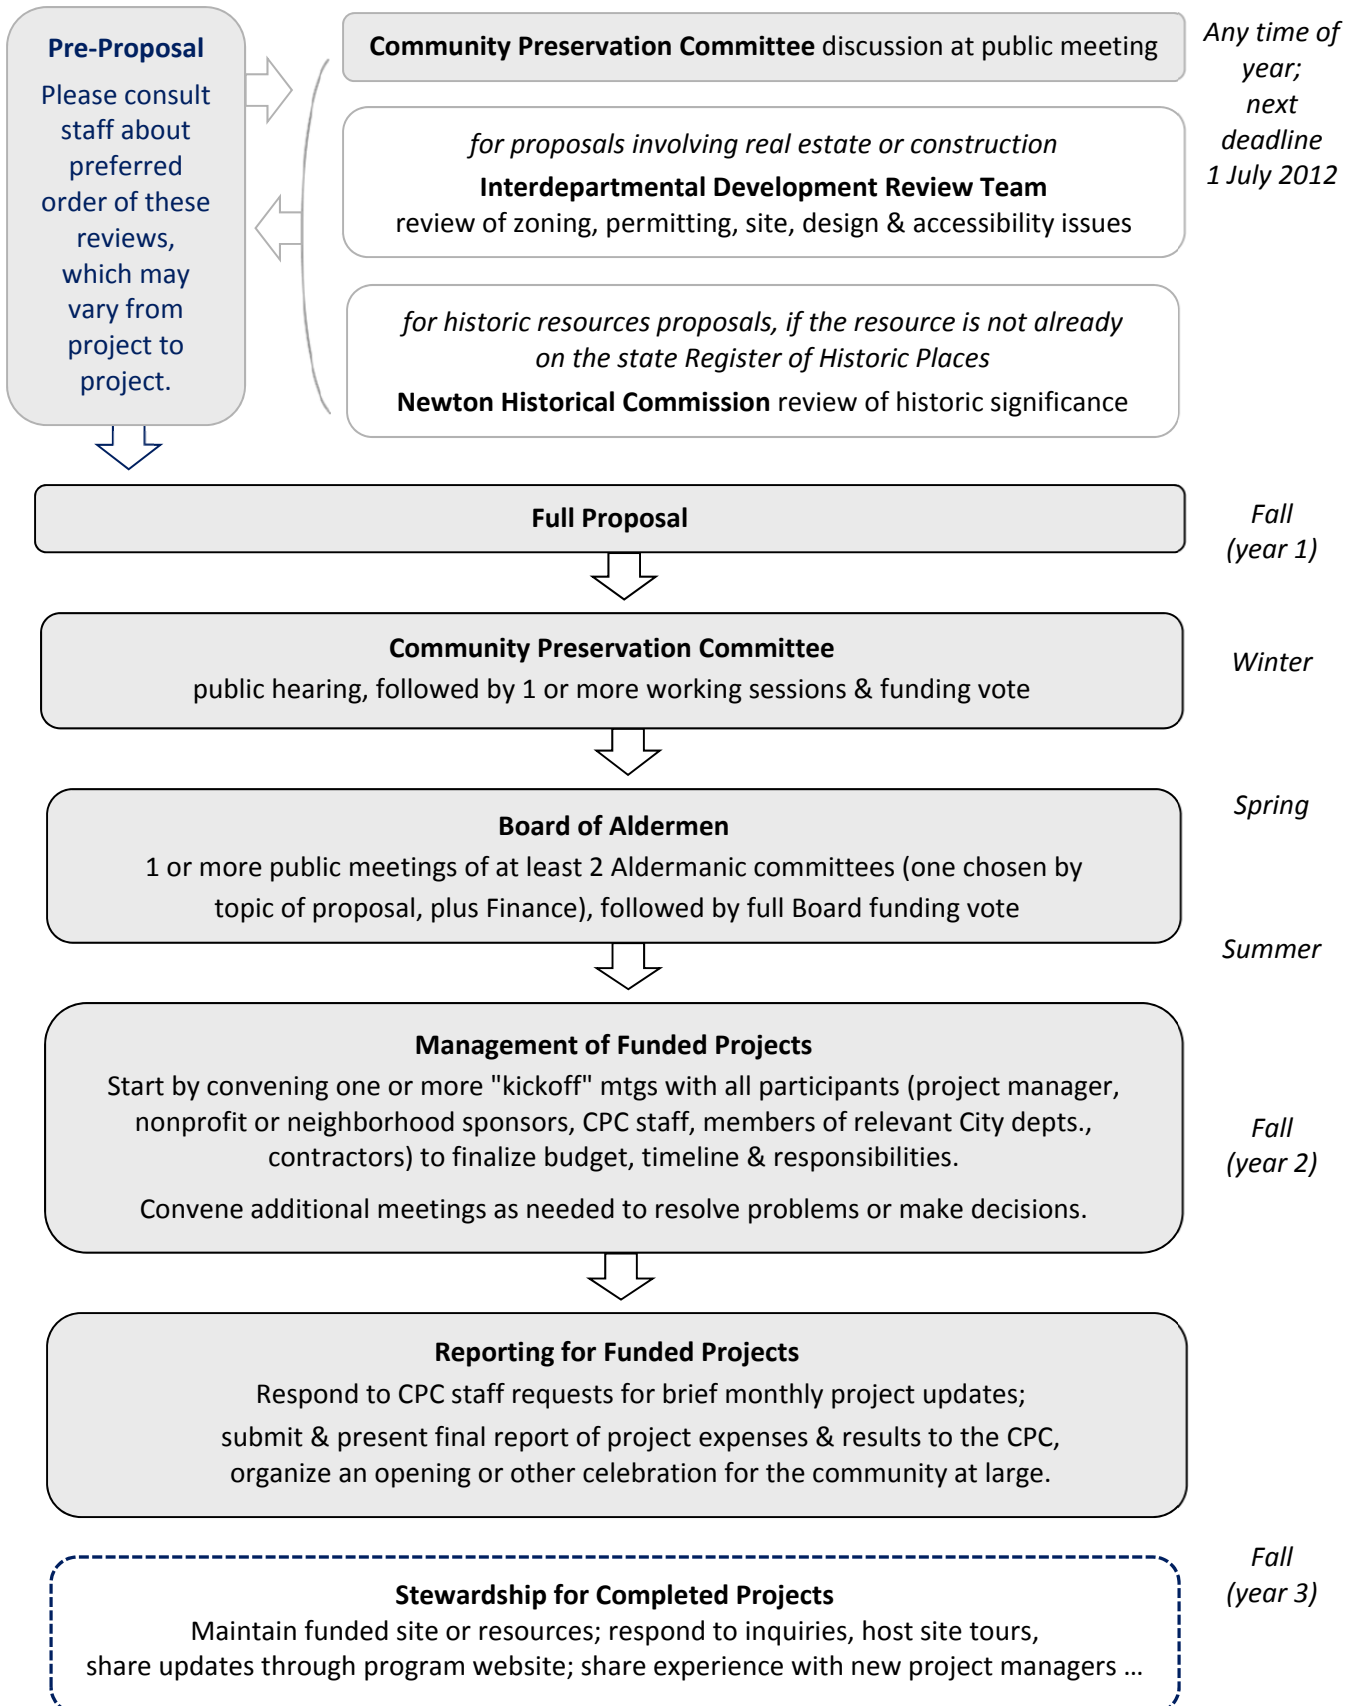 Pre-Proposal
Please consult
staff about
preferred
order of these
reviews,
which may
vary from
project to
project.
Community Preservation Committee discussion at public meeting
for proposals involving real estate or construction
Interdepartmental Development Review Team
review of zoning, permitting, site, design & accessibility issues
for historic resources proposals, if the resource is not already
on the state Register of Historic Places
Newton Historical Commission review of historic significance
Any time of
year;
next
deadline
1 July 2012
Full Proposal
Fall
(year 1)
Community Preservation Committee
public hearing, followed by 1 or more working sessions & funding vote
Winter
Board of Aldermen
1 or more public meetings of at least 2 Aldermanic committees (one chosen by
topic of proposal, plus Finance), followed by full Board funding vote
Spring
Summer
Management of Funded Projects
Start by convening one or more "kickoff" mtgs with all participants (project manager,
nonprofit or neighborhood sponsors, CPC staff, members of relevant City depts.,
contractors) to finalize budget, timeline & responsibilities.
Convene additional meetings as needed to resolve problems or make decisions.
Fall
(year 2)
Reporting for Funded Projects
Respond to CPC staff requests for brief monthly project updates;
submit & present final report of project expenses & results to the CPC,
organize an opening or other celebration for the community at large.
Fall
(year 3)
Stewardship for Completed Projects
Maintain funded site or resources; respond to inquiries, host site tours,
share updates through program website; share experience with new project managers ...